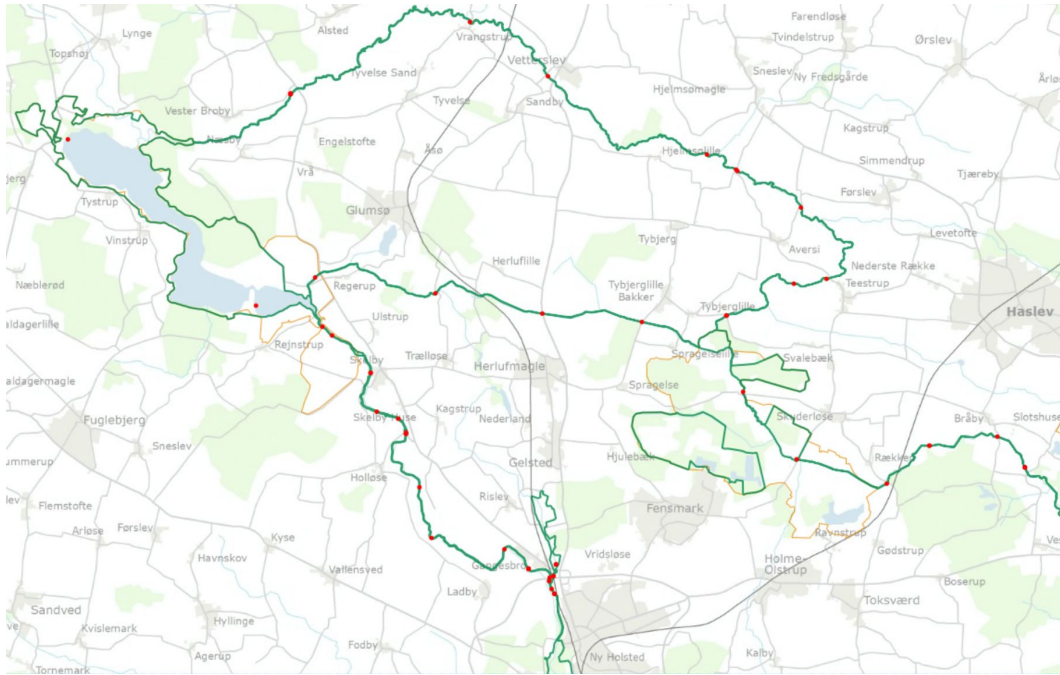 Lynge
Topshøj
Alsted
Vrangstrup
Vetterslev
Farendløse
Tvindelstrup
Ørslev
Sneslev
Ny Fredsgårde
Tyvelse Sand
Hjelmsømagle
Tyvelse
Sandby
Vester Broby
Næsby
Engelstofte
Åsø
Vrå
Kagstrup
Simmendrup
Tjæreby
Førslev
Glumsø
Tystrup
Vinstrup
Tybjerg
Aversi
Levetofte
Næblerød
Regerup
Herluflille
Nederste Række
Teestrup
Tybjerglille
Bakker
Tybjerglille
Haslev
Ulstrup
Rejnstrup
Skelby
Trælløse
Herlufmagle
Spragelselille
Svalebæk
Spragelse
Fuglebjerg
Kagstrup
Nederland
Skelby Huse
Skuderløse
Bråby
Slotshuse
Sneslev
Gelsted
Hjulebæk
Holløse
Rislev
Fensmark
Flemstofte
Arløse
Førslev
Kyse
Havnskov
Ravnstrup
Vridsløse
Holme-
Olstrup
Gødstrup
Vallensved
Ladby
Boserup
Sandved
Kvislemark
Hyllinge
Toksværd
Fodby
Agerup
Tornemark
Ny Holsted
Kalby